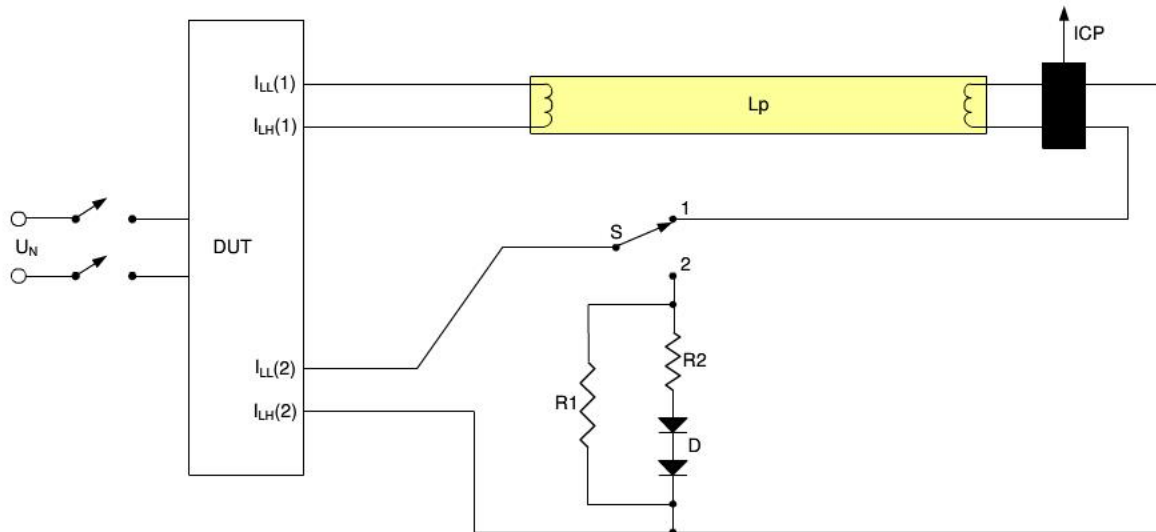 ICP
I_LL(1)
Lp
I_LH(1)
1
S
U_N
DUT
2
R2
I_LL(2)
R1
I_LH(2)
D